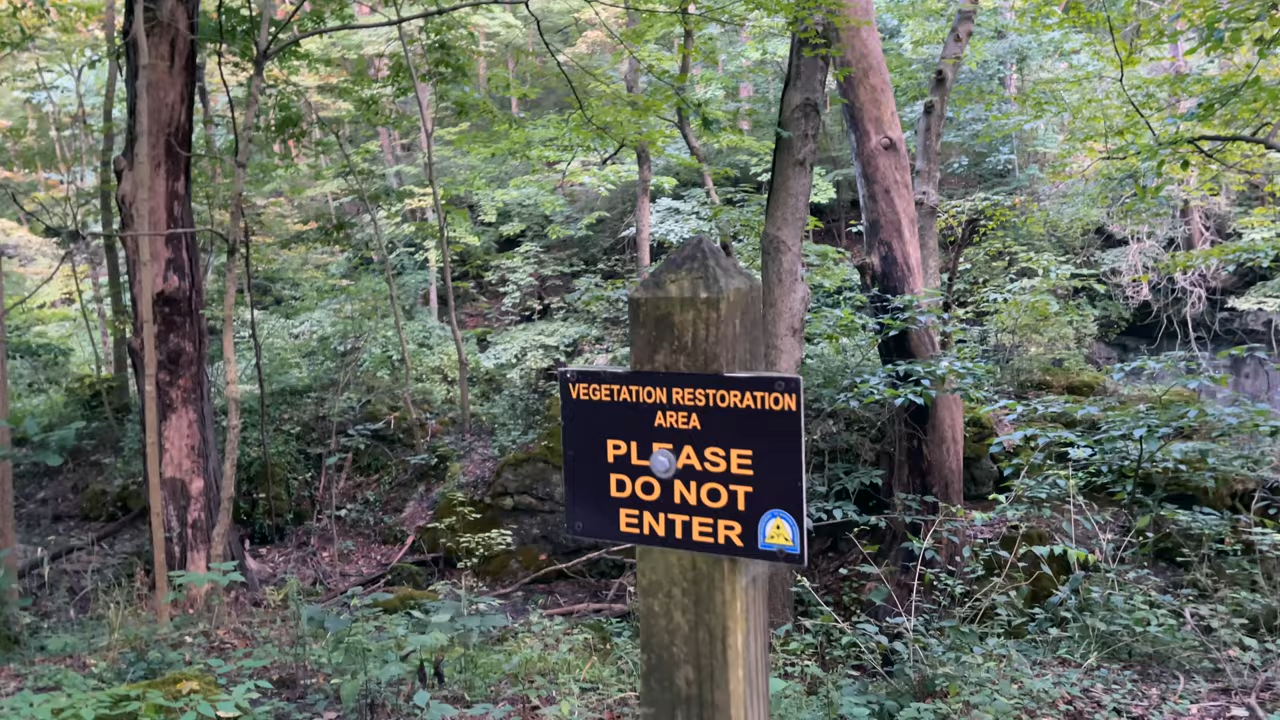 VEGETATION RESTORATION
AREA
PLEASE
DO NOT
ENTER